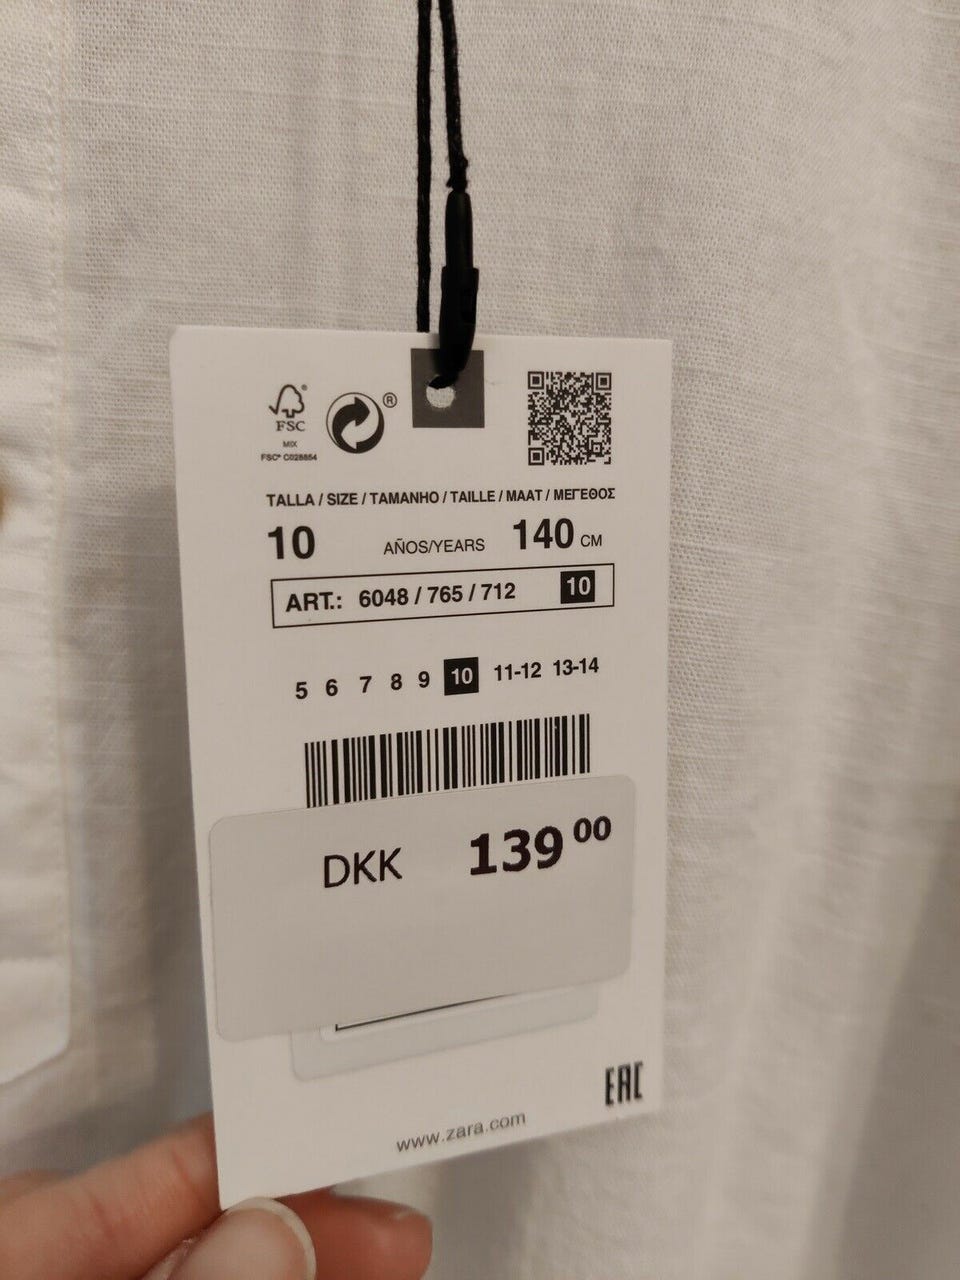 FSC®
MIX
FSC® C028854
®
TALLA / SIZE / TAMANHO / TAILLE / MAAT / ΜΕΓΕΘΟΣ
10 AÑOS/YEARS 140 CM
ART.: 6048 / 765 / 712 10
5 6 7 8 9 10 11-12 13-14
DKK 139 00
EAC
www.zara.com